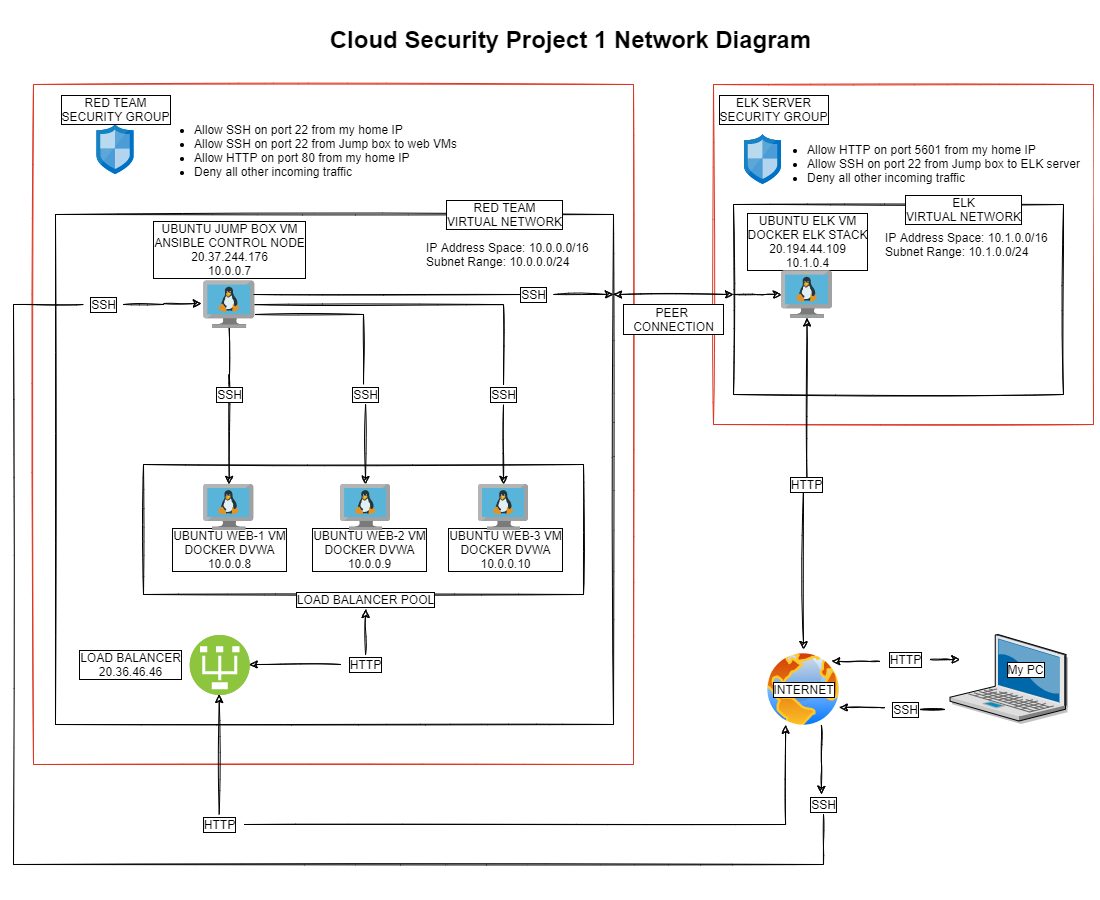 Cloud Security Project 1 Network Diagram
RED TEAM
SECURITY GROUP
Allow SSH on port 22 from my home IP
Allow SSH on port 22 from Jump box to web VMs
Allow HTTP on port 80 from my home IP
Deny all other incoming traffic
ELK SERVER
SECURITY GROUP
Allow HTTP on port 5601 from my home IP
Allow SSH on port 22 from Jump box to ELK server
Deny all other incoming traffic
RED TEAM
VIRTUAL NETWORK
IP Address Space: 10.0.0.0/16
Subnet Range: 10.0.0.0/24
UBUNTU JUMP BOX VM
ANSIBLE CONTROL NODE
20.37.244.176
10.0.0.7
ELK
VIRTUAL NETWORK
IP Address Space: 10.1.0.0/16
Subnet Range: 10.1.0.0/24
UBUNTU ELK VM
DOCKER ELK STACK
20.194.44.109
10.1.0.4
SSH
SSH
PEER
CONNECTION
SSH
SSH
SSH
HTTP
UBUNTU WEB-1 VM
DOCKER DVWA
10.0.0.8
UBUNTU WEB-2 VM
DOCKER DVWA
10.0.0.9
UBUNTU WEB-3 VM
DOCKER DVWA
10.0.0.10
LOAD BALANCER POOL
LOAD BALANCER
20.36.46.46
HTTP
INTERNET
HTTP
My PC
SSH
HTTP
SSH